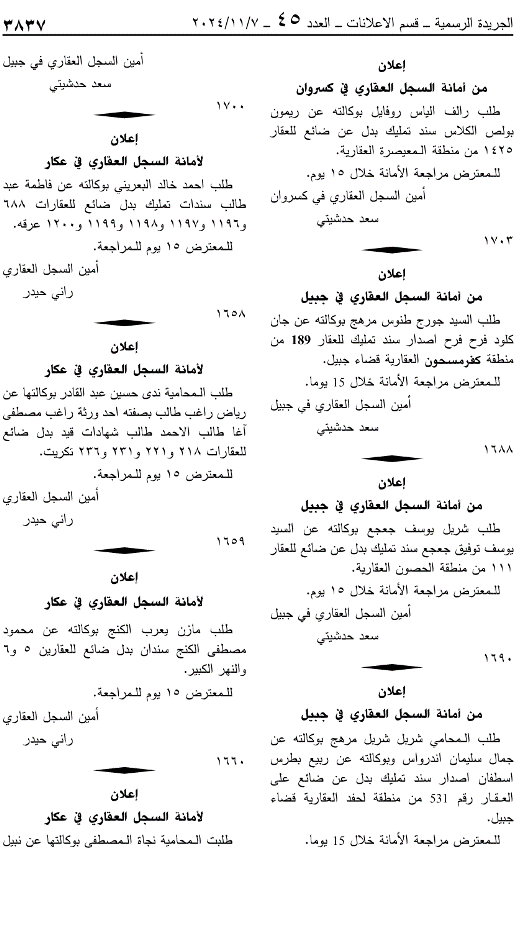 الجريدة الرسمية – قسم الاعلانات – العدد ٤٥ – ٢٠٢٤/١١/٧
٣٨٣٧
إعلان
من أمانة السجل العقاري في كسروان
طلب رالف الياس روفايل بوكالته عن ريمون
بولص الكلاس سند تمليك بدل عن ضائع للعقار
١٤٢٥ من منطقة المعيصرة العقارية.
للمعترض مراجعة الأمانة خلال ١٥ يوم.
أمين السجل العقاري في كسروان
سعد حدشيتي
١٧٠٣
إعلان
من أمانة السجل العقاري في جبيل
طلب السيد جورج طنوس مرهج بوكالته عن جان
كلود فرح فرح اصدار سند تمليك للعقار 189 من
منطقة كفرمسحون العقارية قضاء جبيل.
للمعترض مراجعة الأمانة خلال 15 يوما.
أمين السجل العقاري في جبيل
سعد حدشيتي
١٦٨٨
إعلان
من أمانة السجل العقاري في جبيل
طلب شربل يوسف جعجع بوكالته عن السيد
يوسف توفيق جعجع سند تمليك بدل عن ضائع للعقار
١١١ من منطقة الحصون العقارية.
للمعترض مراجعة الأمانة خلال ١٥ يوم.
أمين السجل العقاري في جبيل
سعد حدشيتي
١٦٩٠
إعلان
من أمانة السجل العقاري في جبيل
طلب المحامي شربل شربل مرهج بوكالته عن
جمال سليمان اندرواس وبوكالته عن ربيع بطرس
اسطفان اصدار سند تمليك بدل عن ضائع على
العقار رقم 531 من منطقة لحفد العقارية قضاء
جبيل.
للمعترض مراجعة الأمانة خلال 15 يوما.
أمين السجل العقاري في جبيل
سعد حدشيتي
١٧٠٠
إعلان
لأمانة السجل العقاري في عكار
طلب احمد خالد البعريني بوكالته عن فاطمة عبد
طالب سندات تمليك بدل ضائع للعقارات ٦٨٨
و١١٩٦ و١١٩٧ و١١٩٨ و١١٩٩ و١٢٠٠ عرقه.
للمعترض ١٥ يوم للمراجعة.
أمين السجل العقاري
راني حيدر
١٦٥٨
إعلان
لأمانة السجل العقاري في عكار
طلب المحامية ندى حسين عبد القادر بوكالتها عن
رياض راغب طالب بصفته احد ورثة راغب مصطفى
آغا طالب الاحمد طالب شهادات قيد بدل ضائع
للعقارات ٢١٨ و٢٢١ و٢٣١ و٢٣٦ تكريت.
للمعترض ١٥ يوم للمراجعة.
أمين السجل العقاري
راني حيدر
١٦٥٩
إعلان
لأمانة السجل العقاري في عكار
طلب مازن يعرب الكنج بوكالته عن محمود
مصطفى الكنج سندان بدل ضائع للعقارين ٥ و٦
والنهر الكبير.
للمعترض ١٥ يوم للمراجعة.
أمين السجل العقاري
راني حيدر
١٦٦٠
إعلان
لأمانة السجل العقاري في عكار
طلبت المحامية نجاة المصطفى بوكالتها عن نبيل